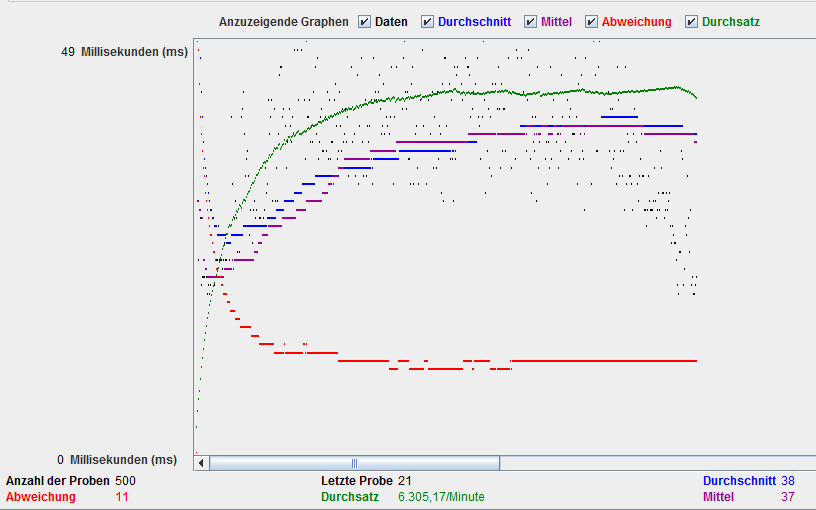 Anzuzeigende Graphen Daten Durchschnitt Mittel Abweichung Durchsatz
49 Millisekunden (ms)
0 Millisekunden (ms)
Anzahl der Proben 500 Letzte Probe 21 Durchschnitt 38
Abweichung 11 Durchsatz 6.305,17/Minute Mittel 37